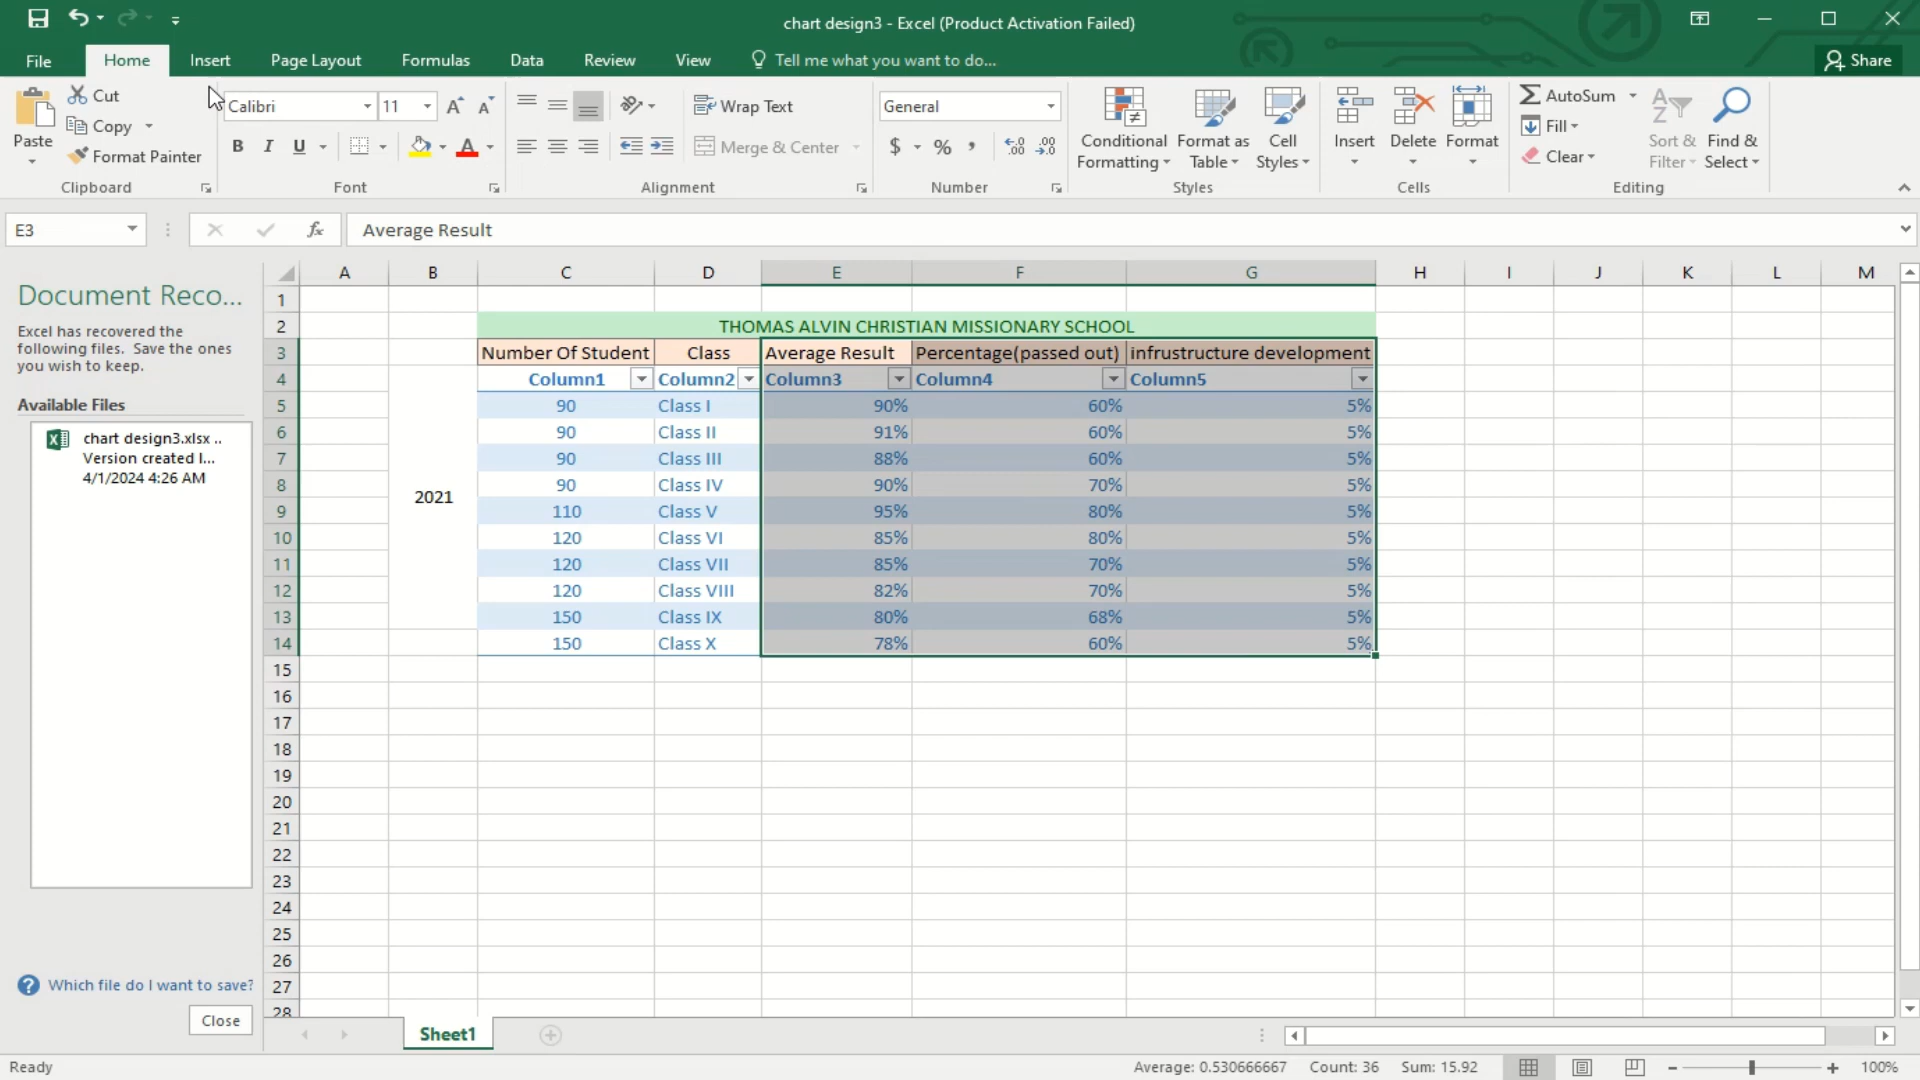 chart design3 - Excel (Product Activation Failed)
File Home Insert Page Layout Formulas Data Review View Tell me what you want to do... Share
Paste
Cut
Copy
Format Painter
Clipboard
Calibri 11
B I U
Font
Wrap Text
Merge & Center
Alignment
General
$ % ,
Number
Conditional Formatting
Format as Table
Cell Styles
Styles
Insert Delete Format
Cells
AutoSum
Fill
Clear
Sort & Filter
Find & Select
Editing
E3 fx Average Result
Document Reco...
Excel has recovered the
following files. Save the ones
you wish to keep.
Available Files
chart design3.xlsx ..
Version created l...
4/1/2024 4:26 AM
Which file do I want to save?
Close
A B C D E F G H I J K L M
1
2 THOMAS ALVIN CHRISTIAN MISSIONARY SCHOOL
3 Number Of Student Class Average Result Percentage(passed out) infrustructure development
4 Column1 Column2 Column3 Column4 Column5
5 90 Class I 90% 60% 5%
6 90 Class II 91% 60% 5%
7 90 Class III 88% 60% 5%
8 90 Class IV 90% 70% 5%
2021
9 110 Class V 95% 80% 5%
10 120 Class VI 85% 80% 5%
11 120 Class VII 85% 70% 5%
12 120 Class VIII 82% 70% 5%
13 150 Class IX 80% 68% 5%
14 150 Class X 78% 60% 5%
15
16
17
18
19
20
21
22
23
24
25
26
27
28
Sheet1
Ready Average: 0.530666667 Count: 36 Sum: 15.92 100%